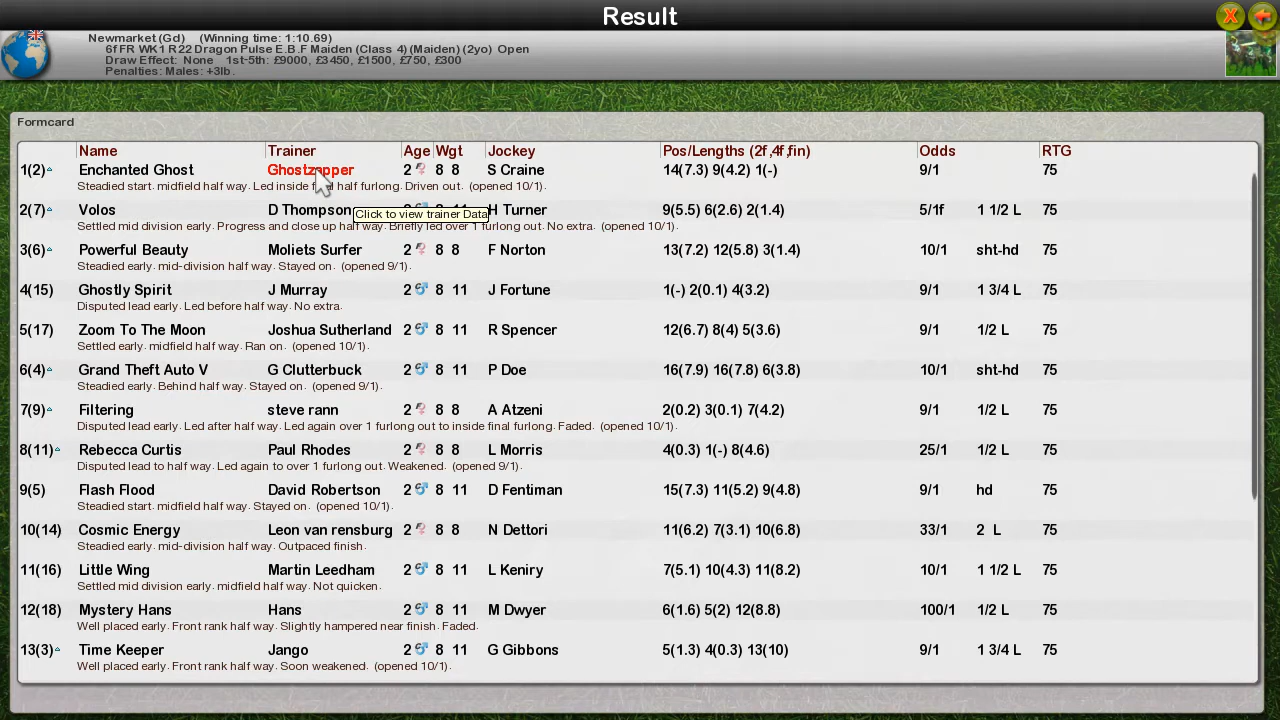 Result
X
Newmarket (Gd) (Winning time: 1:10.69)
6f FR WK1 R22 Dragon Pulse E.B.F Maiden (Class 4) (Maiden) (2yo) Open
Draw Effect: None 1st-5th: £9000, £3450, £1500, £750, £300
Penalties: Males: +3lb.
Formcard
Name Trainer Age Wgt Jockey Pos/Lengths (2f,4f,fin) Odds RTG
1(2) Enchanted Ghost Ghostzapper 2 8 8 S Craine 14(7.3) 9(4.2) 1(-) 9/1 75
Steadied start. midfield half way. Led inside final half furlong. Driven out. (opened 10/1).
2(7) Volos D Thompson 11 H Turner 9(5.5) 6(2.6) 2(1.4) 5/1f 1 1/2 L 75
Click to view trainer Data
Settled mid division early. Progress and close up half way. Briefly led over 1 furlong out. No extra. (opened 10/1).
3(6) Powerful Beauty Moliets Surfer 2 8 8 F Norton 13(7.2) 12(5.8) 3(1.4) 10/1 sht-hd 75
Steadied early. mid-division half way. Stayed on. (opened 9/1).
4(15) Ghostly Spirit J Murray 2 8 11 J Fortune 1(-) 2(0.1) 4(3.2) 9/1 1 3/4 L 75
Disputed lead early. Led before half way. No extra.
5(17) Zoom To The Moon Joshua Sutherland 2 8 11 R Spencer 12(6.7) 8(4) 5(3.6) 9/1 1/2 L 75
Settled early. midfield half way. Ran on. (opened 10/1).
6(4) Grand Theft Auto V G Clutterbuck 2 8 11 P Doe 16(7.9) 16(7.8) 6(3.8) 10/1 sht-hd 75
Steadied early. Behind half way. Stayed on. (opened 9/1).
7(9) Filtering steve rann 2 8 8 A Atzeni 2(0.2) 3(0.1) 7(4.2) 9/1 1/2 L 75
Disputed lead early. Led after half way. Led again over 1 furlong out to inside final furlong. Faded. (opened 10/1).
8(11) Rebecca Curtis Paul Rhodes 2 8 8 L Morris 4(0.3) 1(-) 8(4.6) 25/1 1/2 L 75
Disputed lead to half way. Led again to over 1 furlong out. Weakened. (opened 9/1).
9(5) Flash Flood David Robertson 2 8 11 D Fentiman 15(7.3) 11(5.2) 9(4.8) 9/1 hd 75
Steadied start. midfield half way. Stayed on. (opened 10/1).
10(14) Cosmic Energy Leon van rensburg 2 8 8 N Dettori 11(6.2) 7(3.1) 10(6.8) 33/1 2 L 75
Steadied early. mid-division half way. Outpaced finish.
11(16) Little Wing Martin Leedham 2 8 11 L Keniry 7(5.1) 10(4.3) 11(8.2) 10/1 1 1/2 L 75
Settled mid division early. midfield half way. Not quicken.
12(18) Mystery Hans Hans 2 8 11 M Dwyer 6(1.6) 5(2) 12(8.8) 100/1 1/2 L 75
Well placed early. Front rank half way. Slightly hampered near finish. Faded.
13(3) Time Keeper Jango 2 8 11 G Gibbons 5(1.3) 4(0.3) 13(10) 9/1 1 3/4 L 75
Well placed early. Front rank half way. Soon weakened. (opened 10/1).